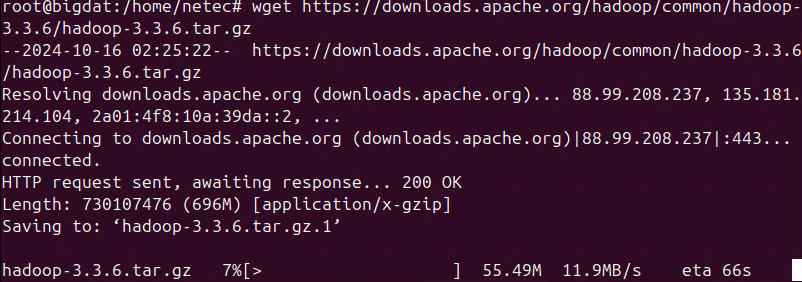 root@bigdat:/home/netec# wget https://downloads.apache.org/hadoop/common/hadoop-
3.3.6/hadoop-3.3.6.tar.gz
--2024-10-16 02:25:22--  https://downloads.apache.org/hadoop/common/hadoop-3.3.6
/hadoop-3.3.6.tar.gz
Resolving downloads.apache.org (downloads.apache.org)... 88.99.208.237, 135.181.
214.104, 2a01:4f8:10a:39da::2, ...
Connecting to downloads.apache.org (downloads.apache.org)|88.99.208.237|:443...
connected.
HTTP request sent, awaiting response... 200 OK
Length: 730107476 (696M) [application/x-gzip]
Saving to: ‘hadoop-3.3.6.tar.gz.1’
hadoop-3.3.6.tar.gz   7%[>                    ]  55.49M  11.9MB/s    eta 66s